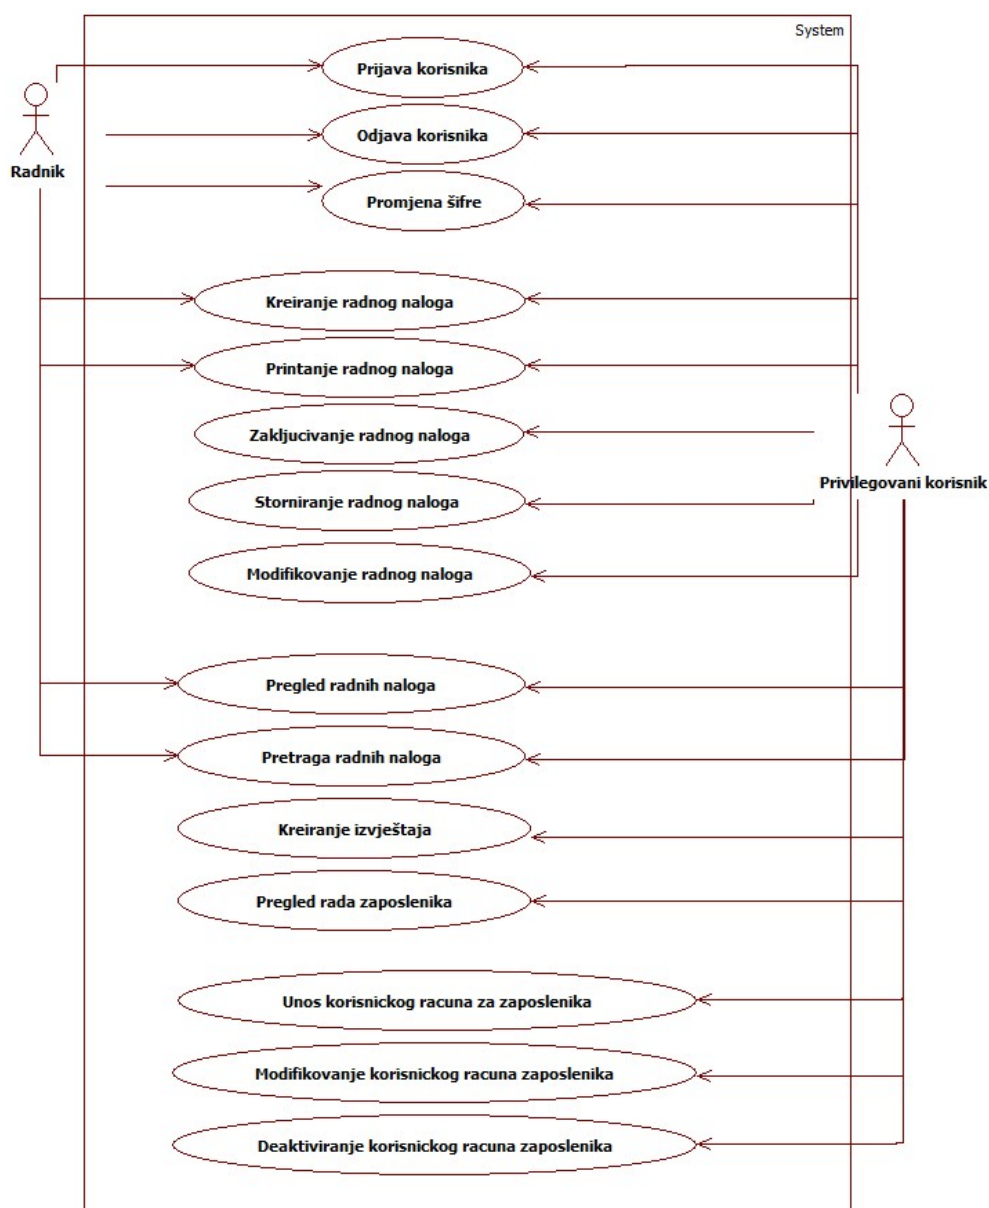 System
Prijava korisnika
Odjava korisnika
Radnik
Promjena šifre
Kreiranje radnog naloga
Printanje radnog naloga
Zakljucivanje radnog naloga
Storniranje radnog naloga
Privilegovani korisnik
Modifikovanje radnog naloga
Pregled radnih naloga
Pretraga radnih naloga
Kreiranje izvještaja
Pregled rada zaposlenika
Unos korisnickog racuna za zaposlenika
Modifikovanje korisnickog racuna zaposlenika
Deaktiviranje korisnickog racuna zaposlenika